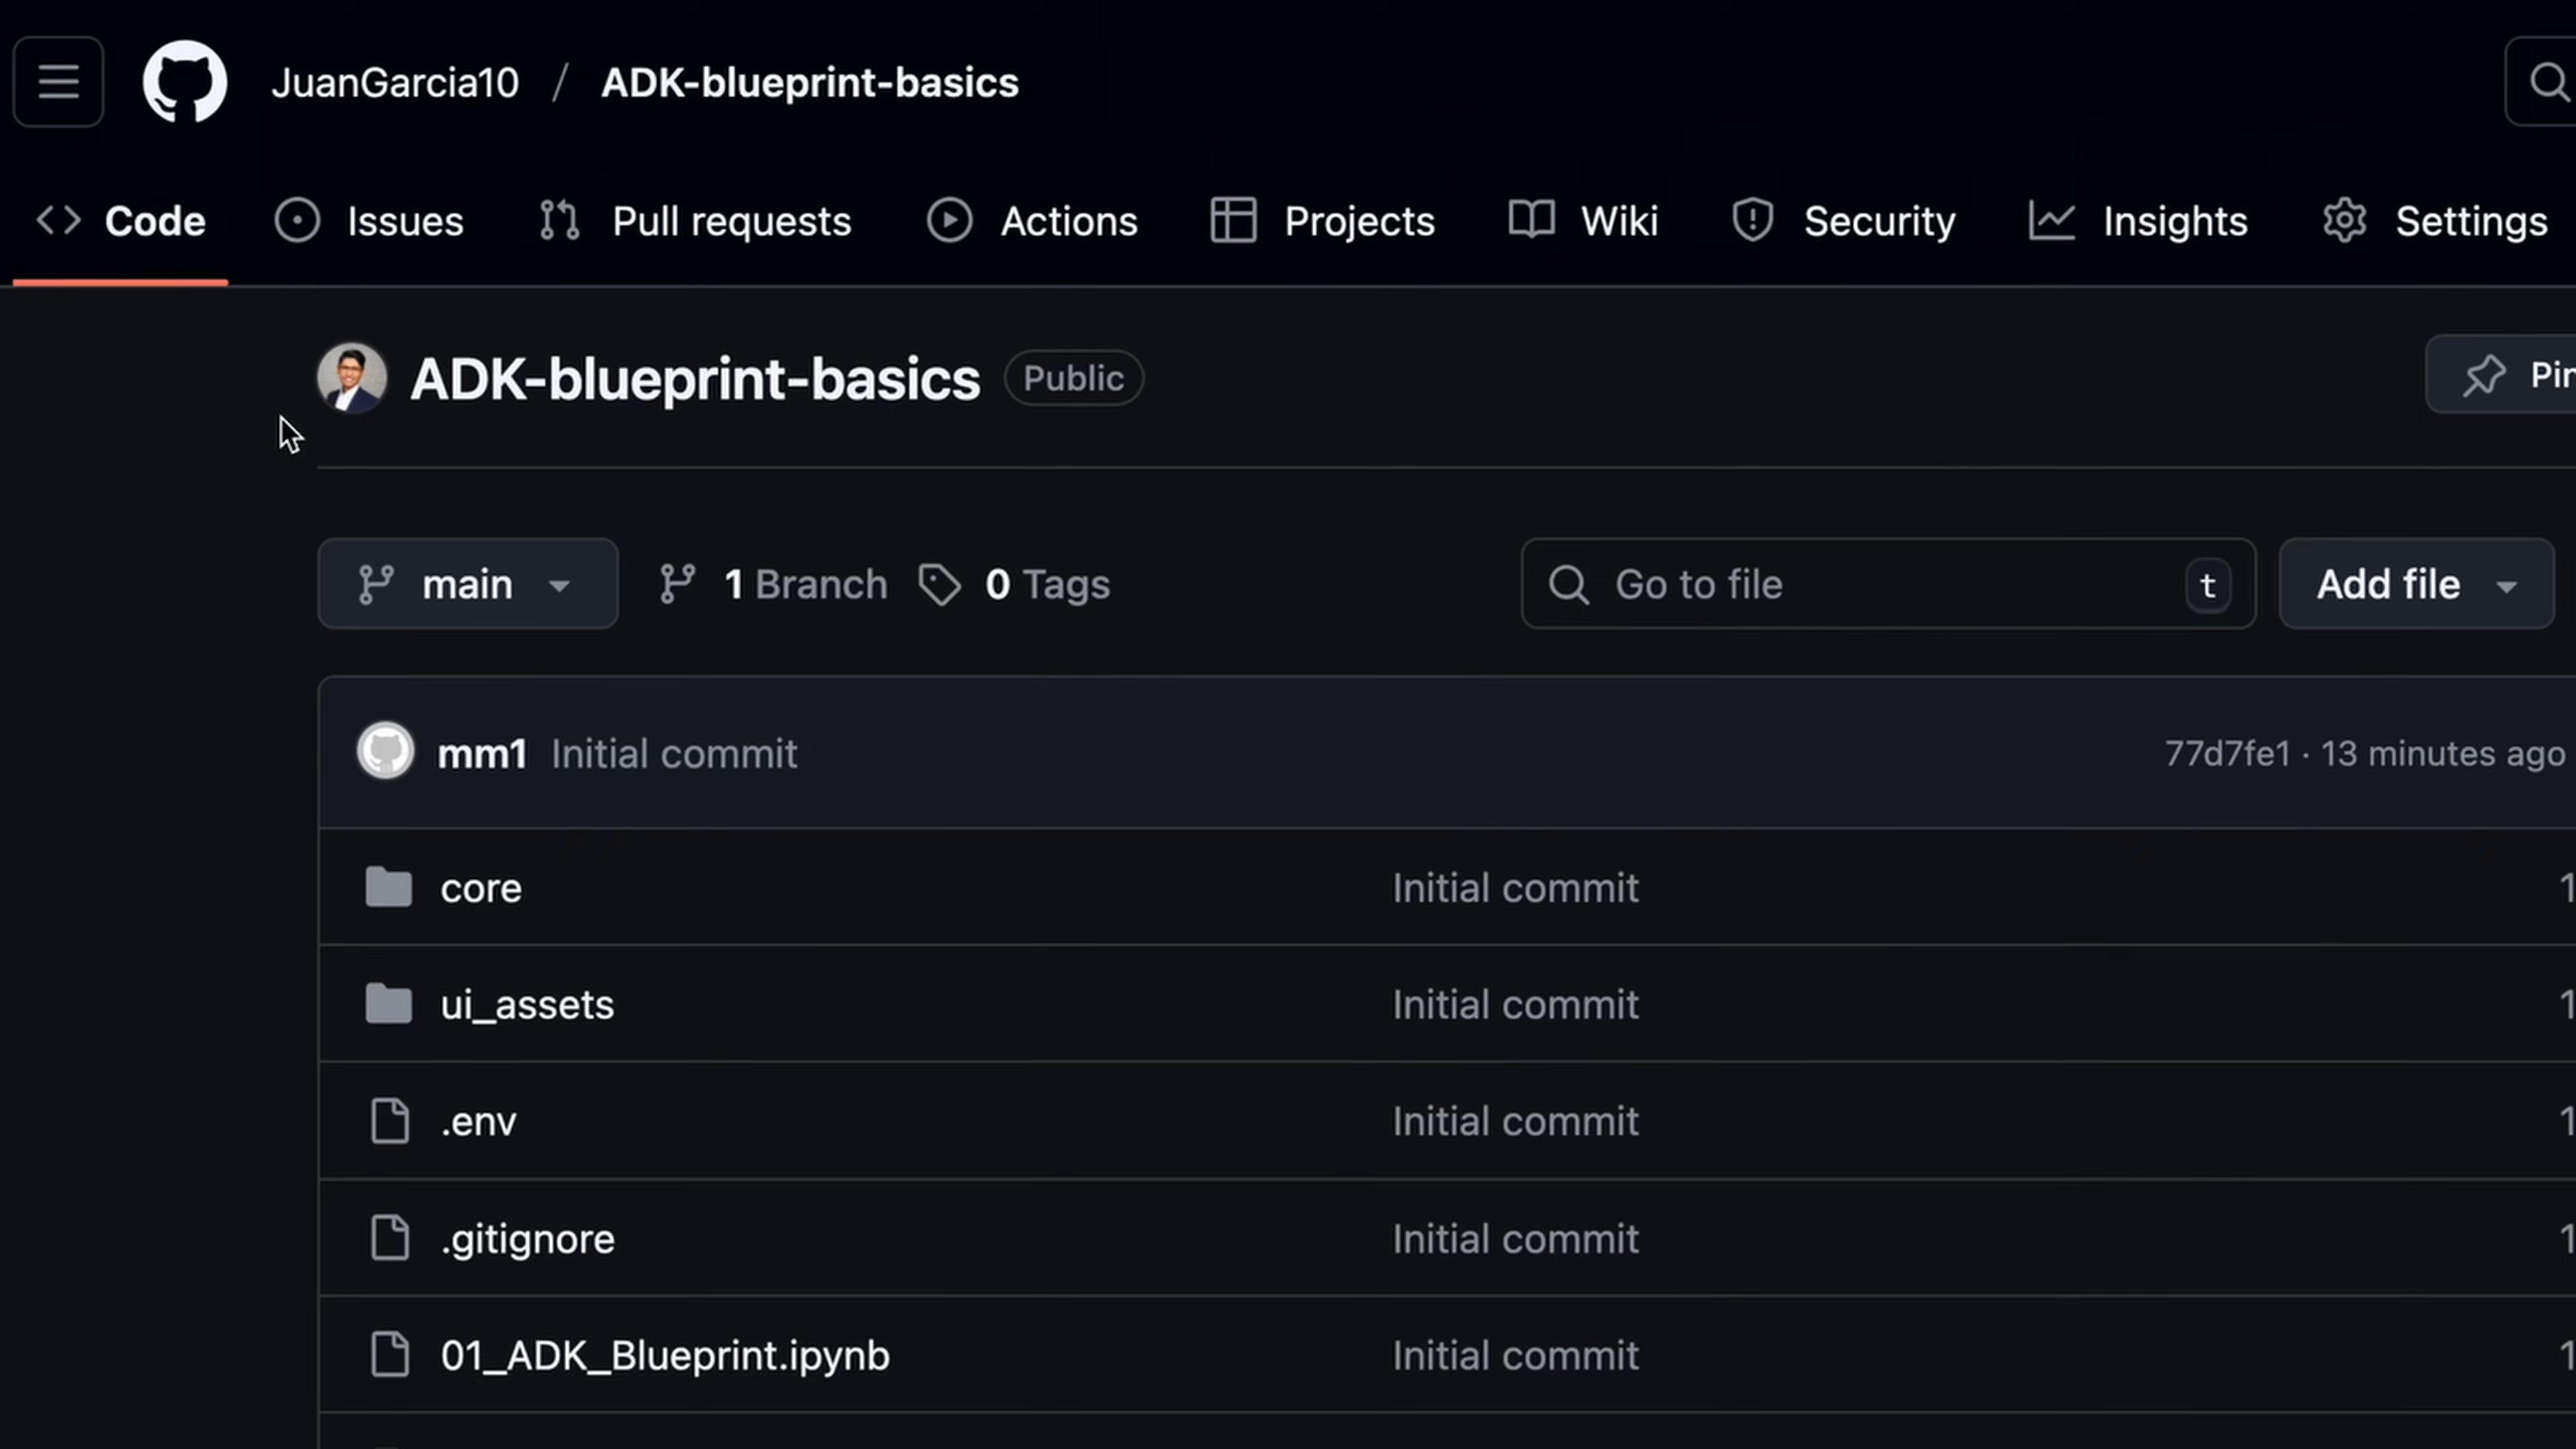 JuanGarcia10 / ADK-blueprint-basics
Code Issues Pull requests Actions Projects Wiki Security Insights Settings
ADK-blueprint-basics Public
main 1 Branch 0 Tags Go to file t Add file
mm1 Initial commit 77d7fe1 · 13 minutes ago
core Initial commit
ui_assets Initial commit
.env Initial commit
.gitignore Initial commit
01_ADK_Blueprint.ipynb Initial commit